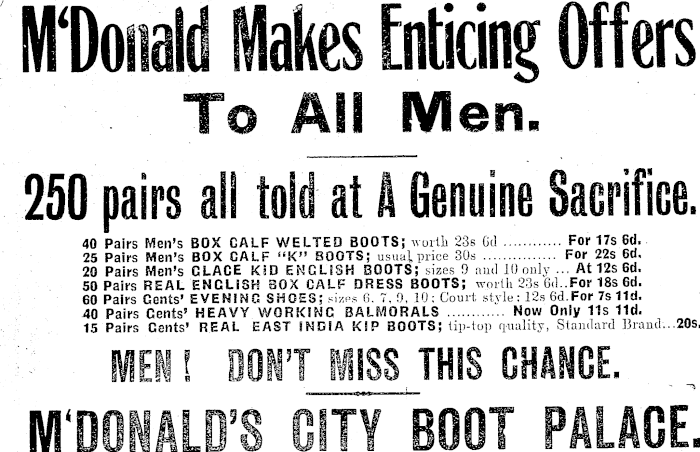 M‘Donald Makes Enticing Offers
To All Men.
250 pairs all told at A Genuine Sacrifice.
40 Pairs Men's BOX CALF WELTED BOOTS; worth 23s 6d ............ For 17s 6d.
25 Pairs Men's BOX CALF "K" BOOTS; usual price 30s .............. For 22s 6d.
20 Pairs Men's GLACE KID ENGLISH BOOTS; sizes 9 and 10 only ... At 12s 6d.
50 Pairs REAL ENGLISH BOX CALF DRESS BOOTS; worth 23s 6d..For 18s 6d.
60 Pairs Gents' EVENING SHOES; sizes 6, 7, 9, 10; Court style; 12s 6d.For 7s 11d.
40 Pairs Gents' HEAVY WORKING BALMORALS ............ Now Only 11s 11d.
15 Pairs Gents' REAL EAST INDIA KIP BOOTS; tip-top quality, Standard Brand...20s.
MEN! DON'T MISS THIS CHANCE.
M‘DONALD'S CITY BOOT PALACE.